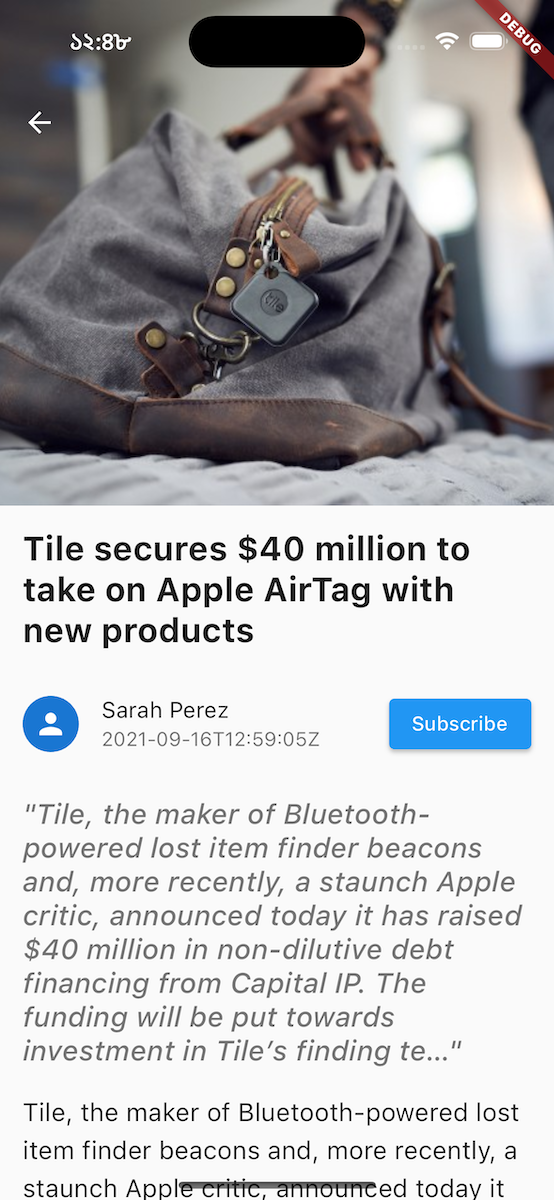 ১২:৪৮
DEBUG
tile
Tile secures $40 million to
take on Apple AirTag with
new products
Sarah Perez
2021-09-16T12:59:05Z
Subscribe
"Tile, the maker of Bluetooth-
powered lost item finder beacons
and, more recently, a staunch Apple
critic, announced today it has raised
$40 million in non-dilutive debt
financing from Capital IP. The
funding will be put towards
investment in Tile’s finding te..."
Tile, the maker of Bluetooth-powered lost
item finder beacons and, more recently, a
staunch Apple critic, announced today it